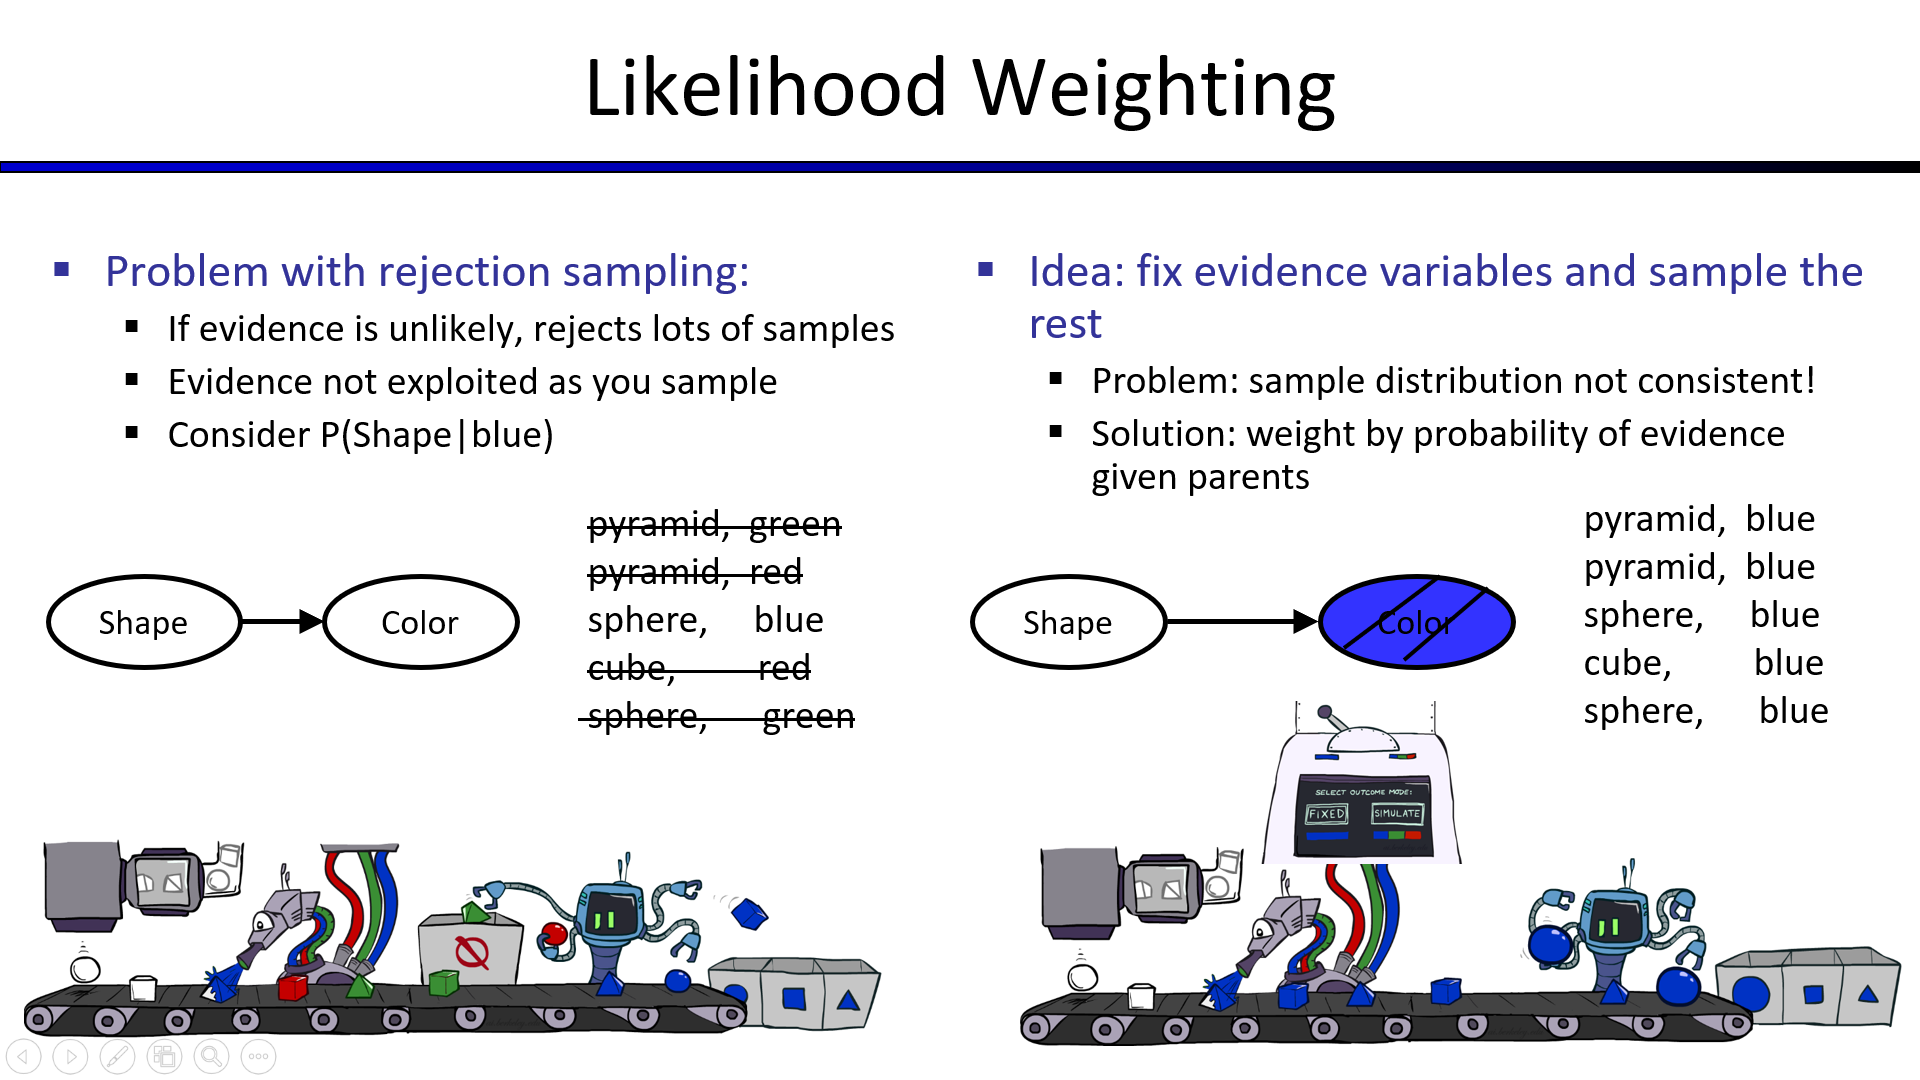 Likelihood Weighting
Problem with rejection sampling:
If evidence is unlikely, rejects lots of samples
Evidence not exploited as you sample
Consider P(Shape|blue)
Shape
Color
pyramid, green
pyramid, red
sphere, blue
cube, red
sphere, green
Idea: fix evidence variables and sample the
rest
Problem: sample distribution not consistent!
Solution: weight by probability of evidence
given parents
Shape
Color
pyramid, blue
pyramid, blue
sphere, blue
cube, blue
sphere, blue
SELECT OUTCOME MODE:
FIXED SIMULATE